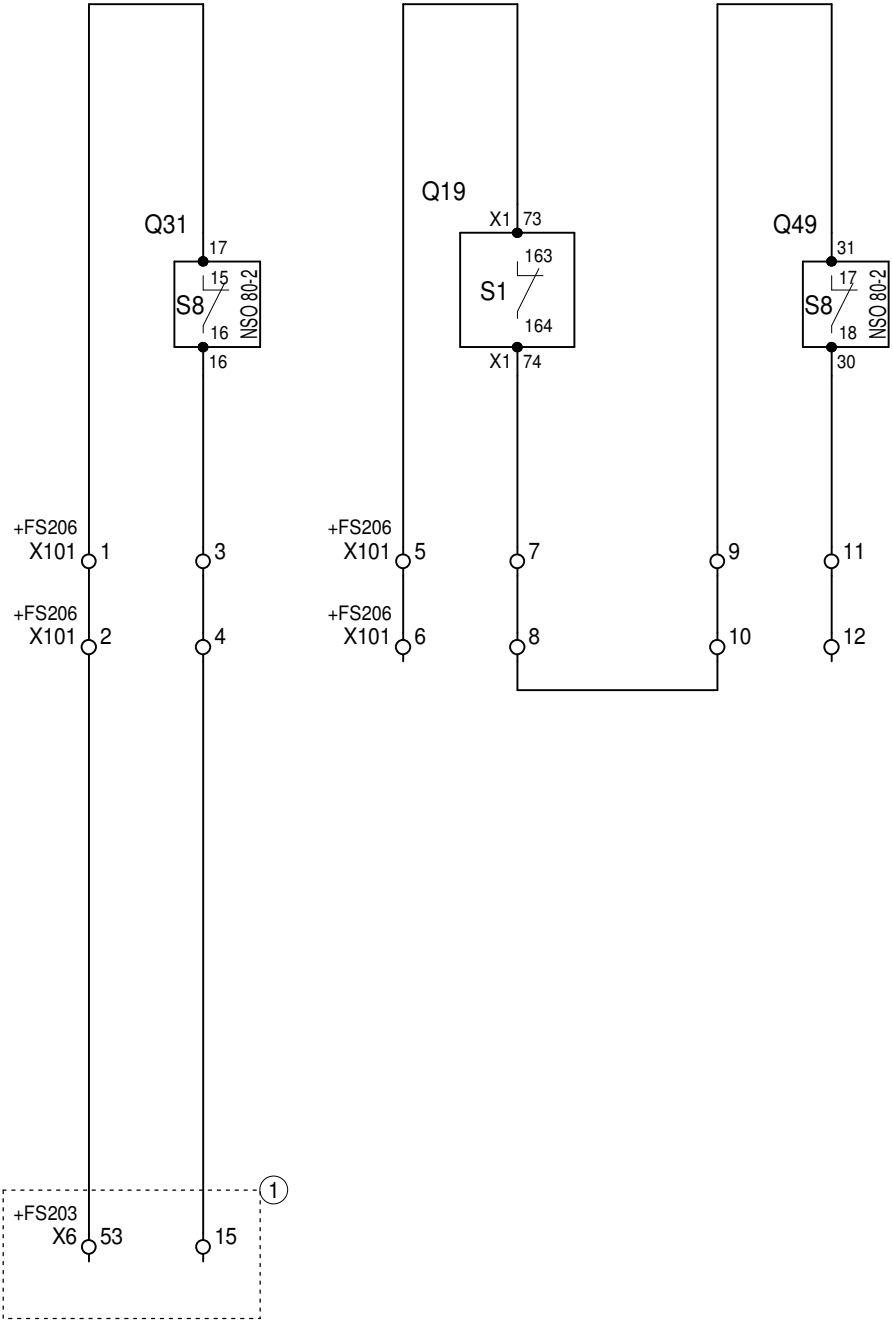 Q31
17
S8
15
16
NSO 80-2
16
Q19
X1 73
163
S1
164
X1 74
Q49
31
S8
17
18
NSO 80-2
30
+FS206
X101 1
3
+FS206
X101 5
7
9
11
+FS206
X101 2
4
+FS206
X101 6
8
10
12
1
+FS203
X6 53
15